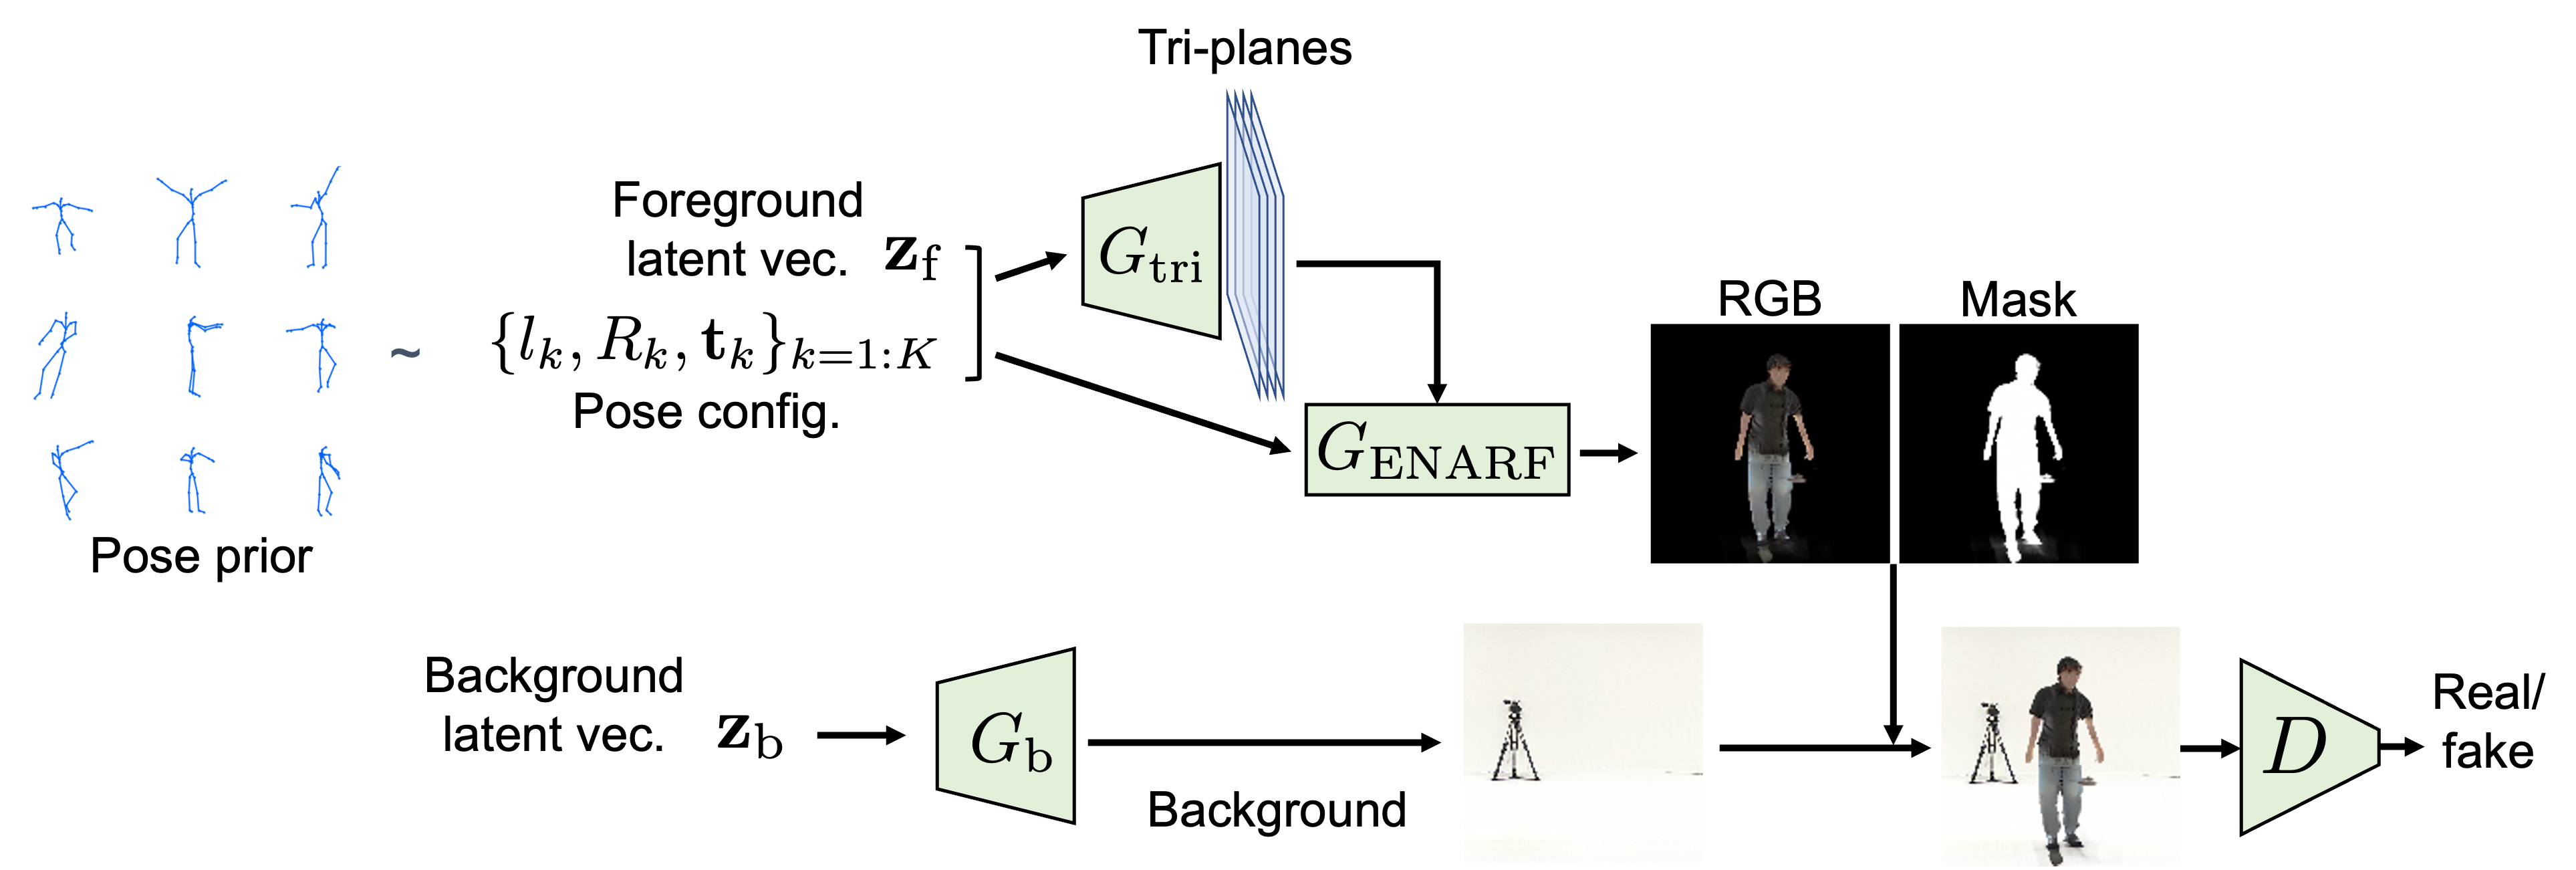 Tri-planes
Foreground
latent vec. z_f
G_tri
{l_k, R_k, t_k}_{k=1:K}
Pose config.
~
Pose prior
RGB Mask
G_ENARF
Background
latent vec. z_b
G_b
Background
D
Real/
fake